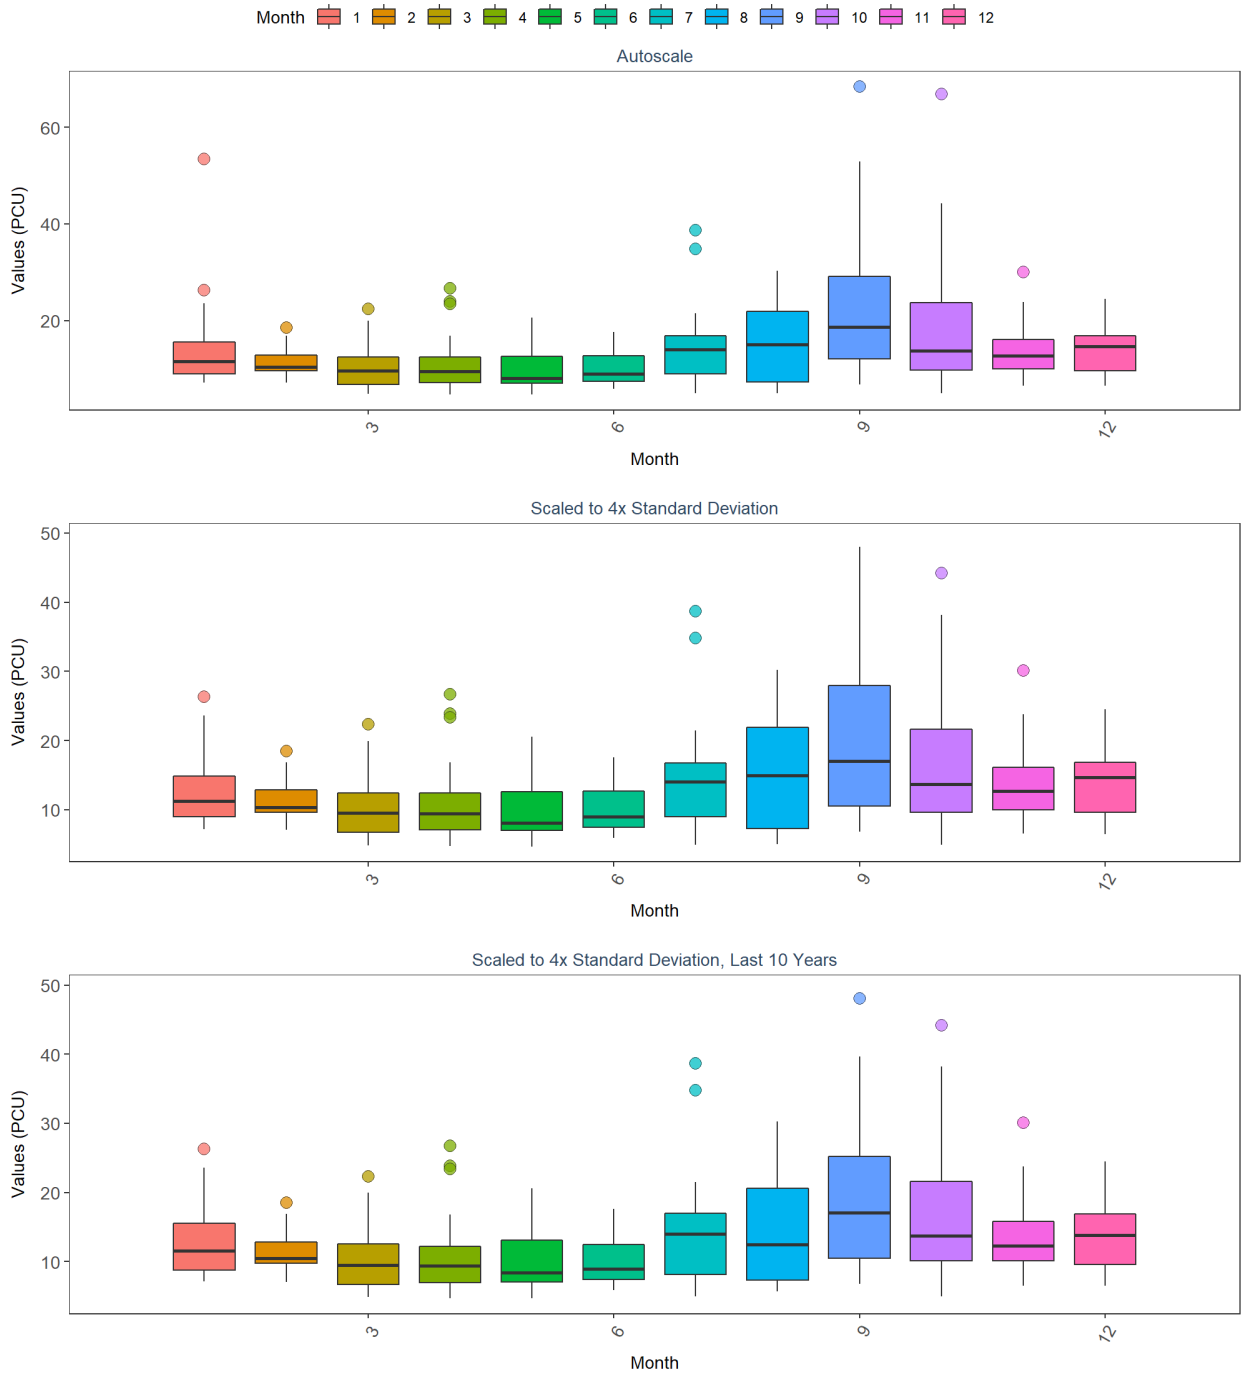 Month 1 2 3 4 5 6 7 8 9 10 11 12
Autoscale
Values (PCU)
60
40
20
3 6 9 12
Month
Scaled to 4x Standard Deviation
Values (PCU)
50
40
30
20
10
3 6 9 12
Month
Scaled to 4x Standard Deviation, Last 10 Years
Values (PCU)
50
40
30
20
10
3 6 9 12
Month